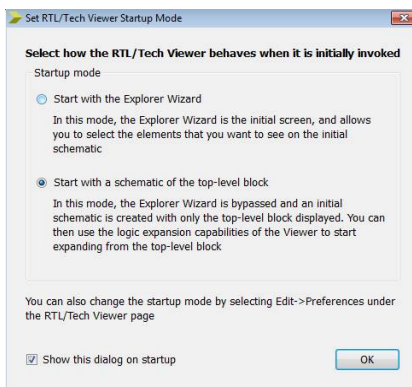 Set RTL/Tech Viewer Startup Mode
Select how the RTL/Tech Viewer behaves when it is initially invoked
Startup mode
Start with the Explorer Wizard
In this mode, the Explorer Wizard is the initial screen, and allows
you to select the elements that you want to see on the initial
schematic
Start with a schematic of the top-level block
In this mode, the Explorer Wizard is bypassed and an initial
schematic is created with only the top-level block displayed. You can
then use the logic expansion capabilities of the Viewer to start
expanding from the top-level block
You can also change the startup mode by selecting Edit->Preferences under
the RTL/Tech Viewer page
Show this dialog on startup
OK